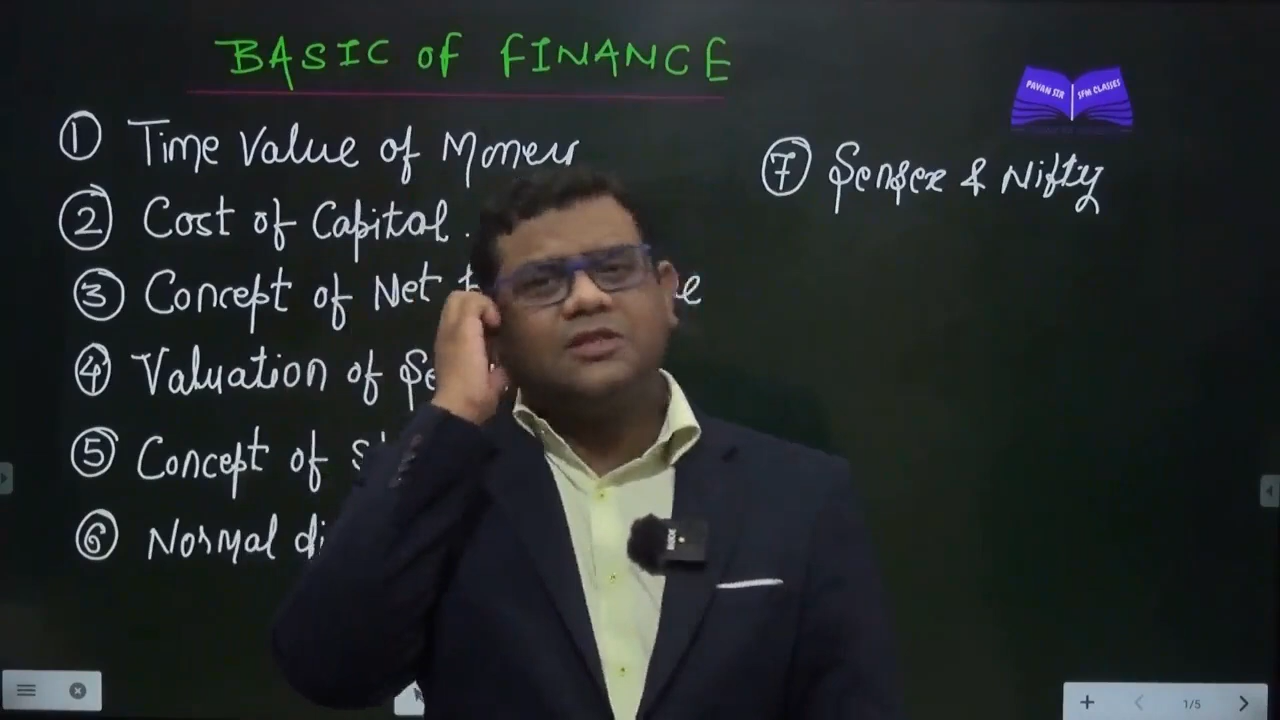 BASIC of FINANCE
① Time Value of Money
② Cost of Capital.
③ Concept of Net
④ Valuation of
⑤ Concept of
⑥ Normal
⑦ Sensex & Nifty
PAVAN SIR SFM CLASSES
1/5